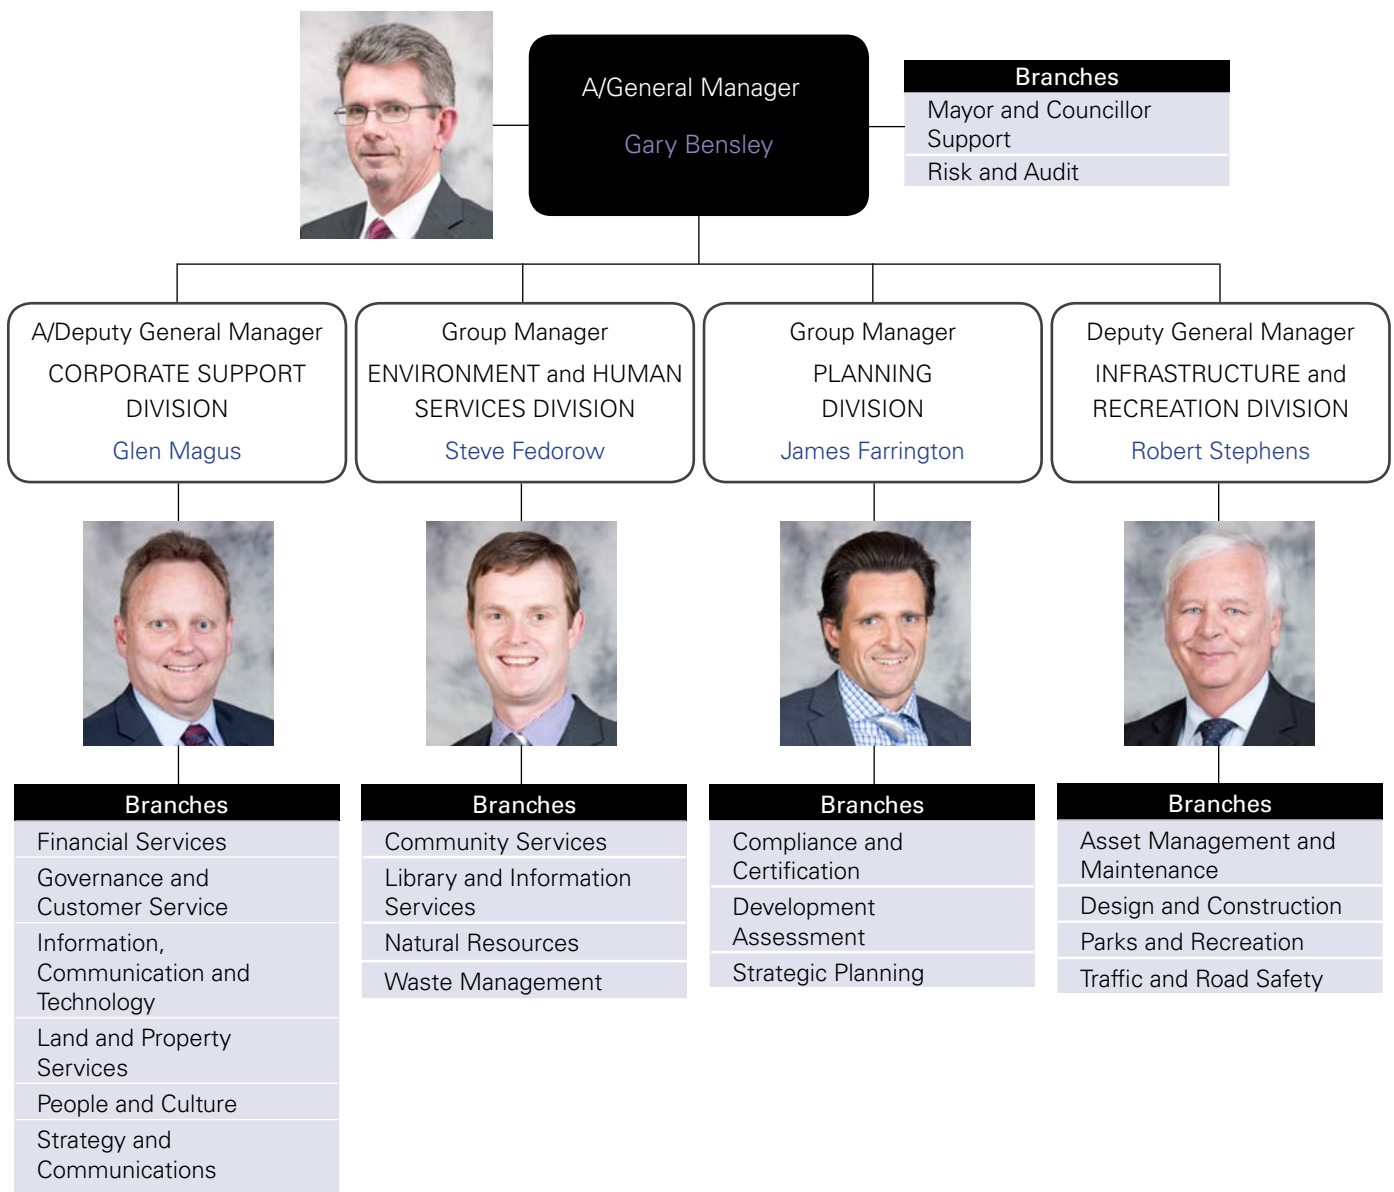 A/General Manager
Gary Bensley
Branches
Mayor and Councillor
Support
Risk and Audit
A/Deputy General Manager
CORPORATE SUPPORT
DIVISION
Glen Magus
Group Manager
ENVIRONMENT and HUMAN
SERVICES DIVISION
Steve Fedorow
Group Manager
PLANNING
DIVISION
James Farrington
Deputy General Manager
INFRASTRUCTURE and
RECREATION DIVISION
Robert Stephens
Branches
Financial Services
Governance and
Customer Service
Information,
Communication and
Technology
Land and Property
Services
People and Culture
Strategy and
Communications
Branches
Community Services
Library and Information
Services
Natural Resources
Waste Management
Branches
Compliance and
Certification
Development
Assessment
Strategic Planning
Branches
Asset Management and
Maintenance
Design and Construction
Parks and Recreation
Traffic and Road Safety